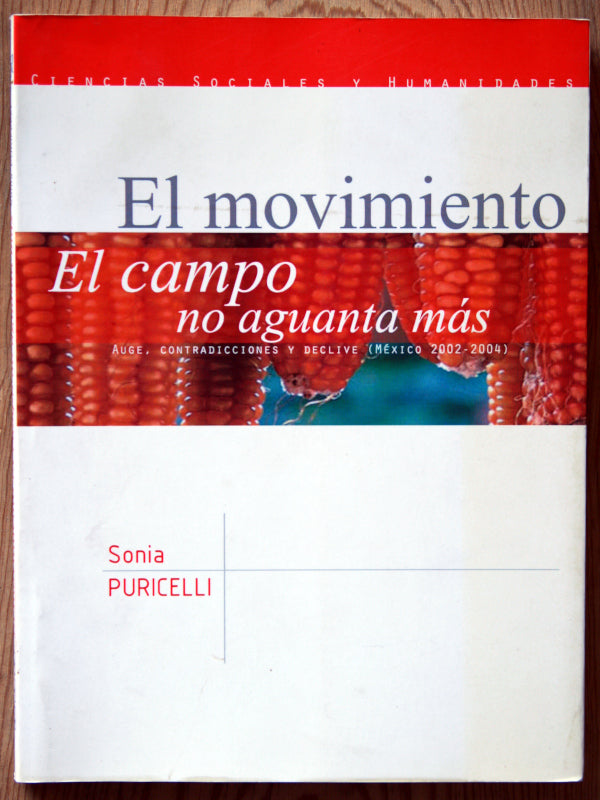 CIENCIAS SOCIALES Y HUMANIDADES
El movimiento
El campo
no aguanta más
AUGE, CONTRADICCIONES Y DECLIVE (MÉXICO 2002-2004)
Sonia
PURICELLI